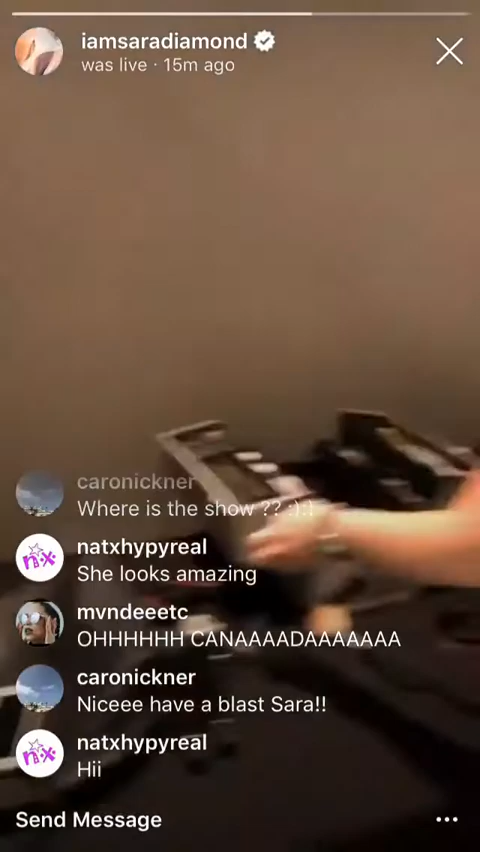 iamsaradiamond
was live · 15m ago
caronickner
Where is the show ?? :):)
natxhypyreal
She looks amazing
mvndeeetc
OHHHHHH CANAAAADAAAAAAA
caronickner
Niceee have a blast Sara!!
natxhypyreal
Hii
Send Message